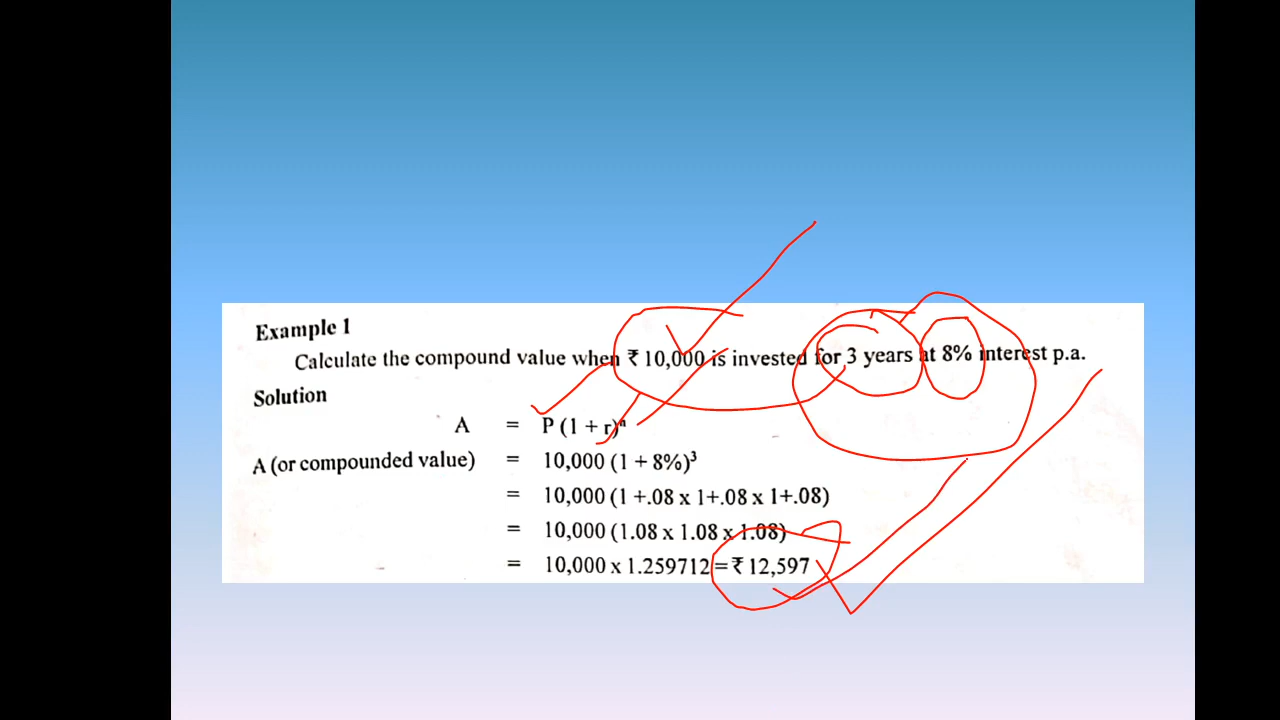 Example 1
Calculate the compound value when ₹ 10,000 is invested for 3 years at 8% interest p.a.
Solution
A = P (1 + r)ⁿ
A (or compounded value) = 10,000 (1 + 8%)³
= 10,000 (1 +.08 x 1+.08 x 1+.08)
= 10,000 (1.08 x 1.08 x 1.08)
= 10,000 x 1.259712 = ₹ 12,597